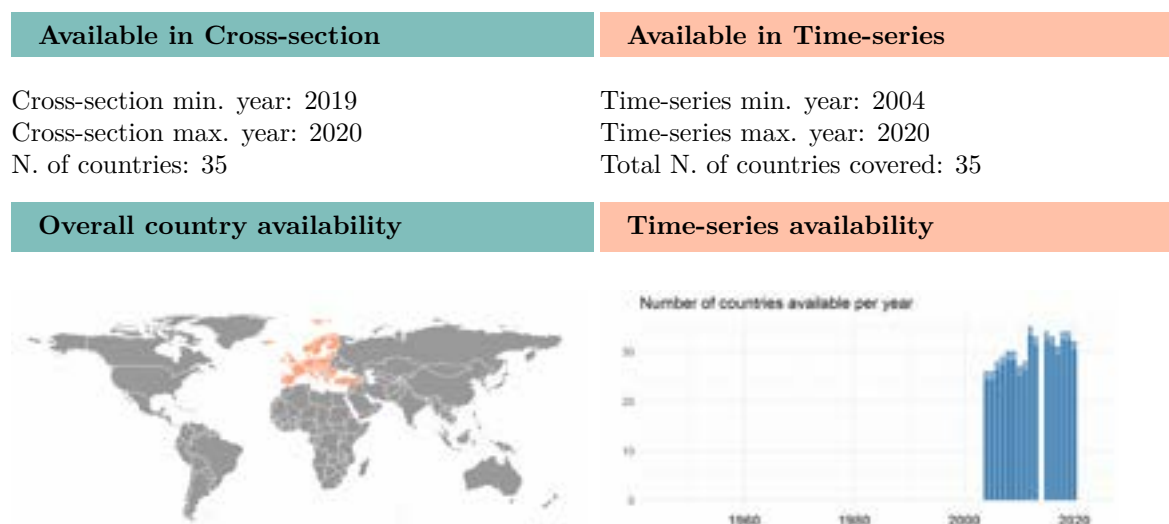 Available in Cross-section
Available in Time-series
Cross-section min. year: 2019
Cross-section max. year: 2020
N. of countries: 35
Time-series min. year: 2004
Time-series max. year: 2020
Total N. of countries covered: 35
Overall country availability
Time-series availability
Number of countries available per year
30
20
10
0
1960
1980
2000
2020